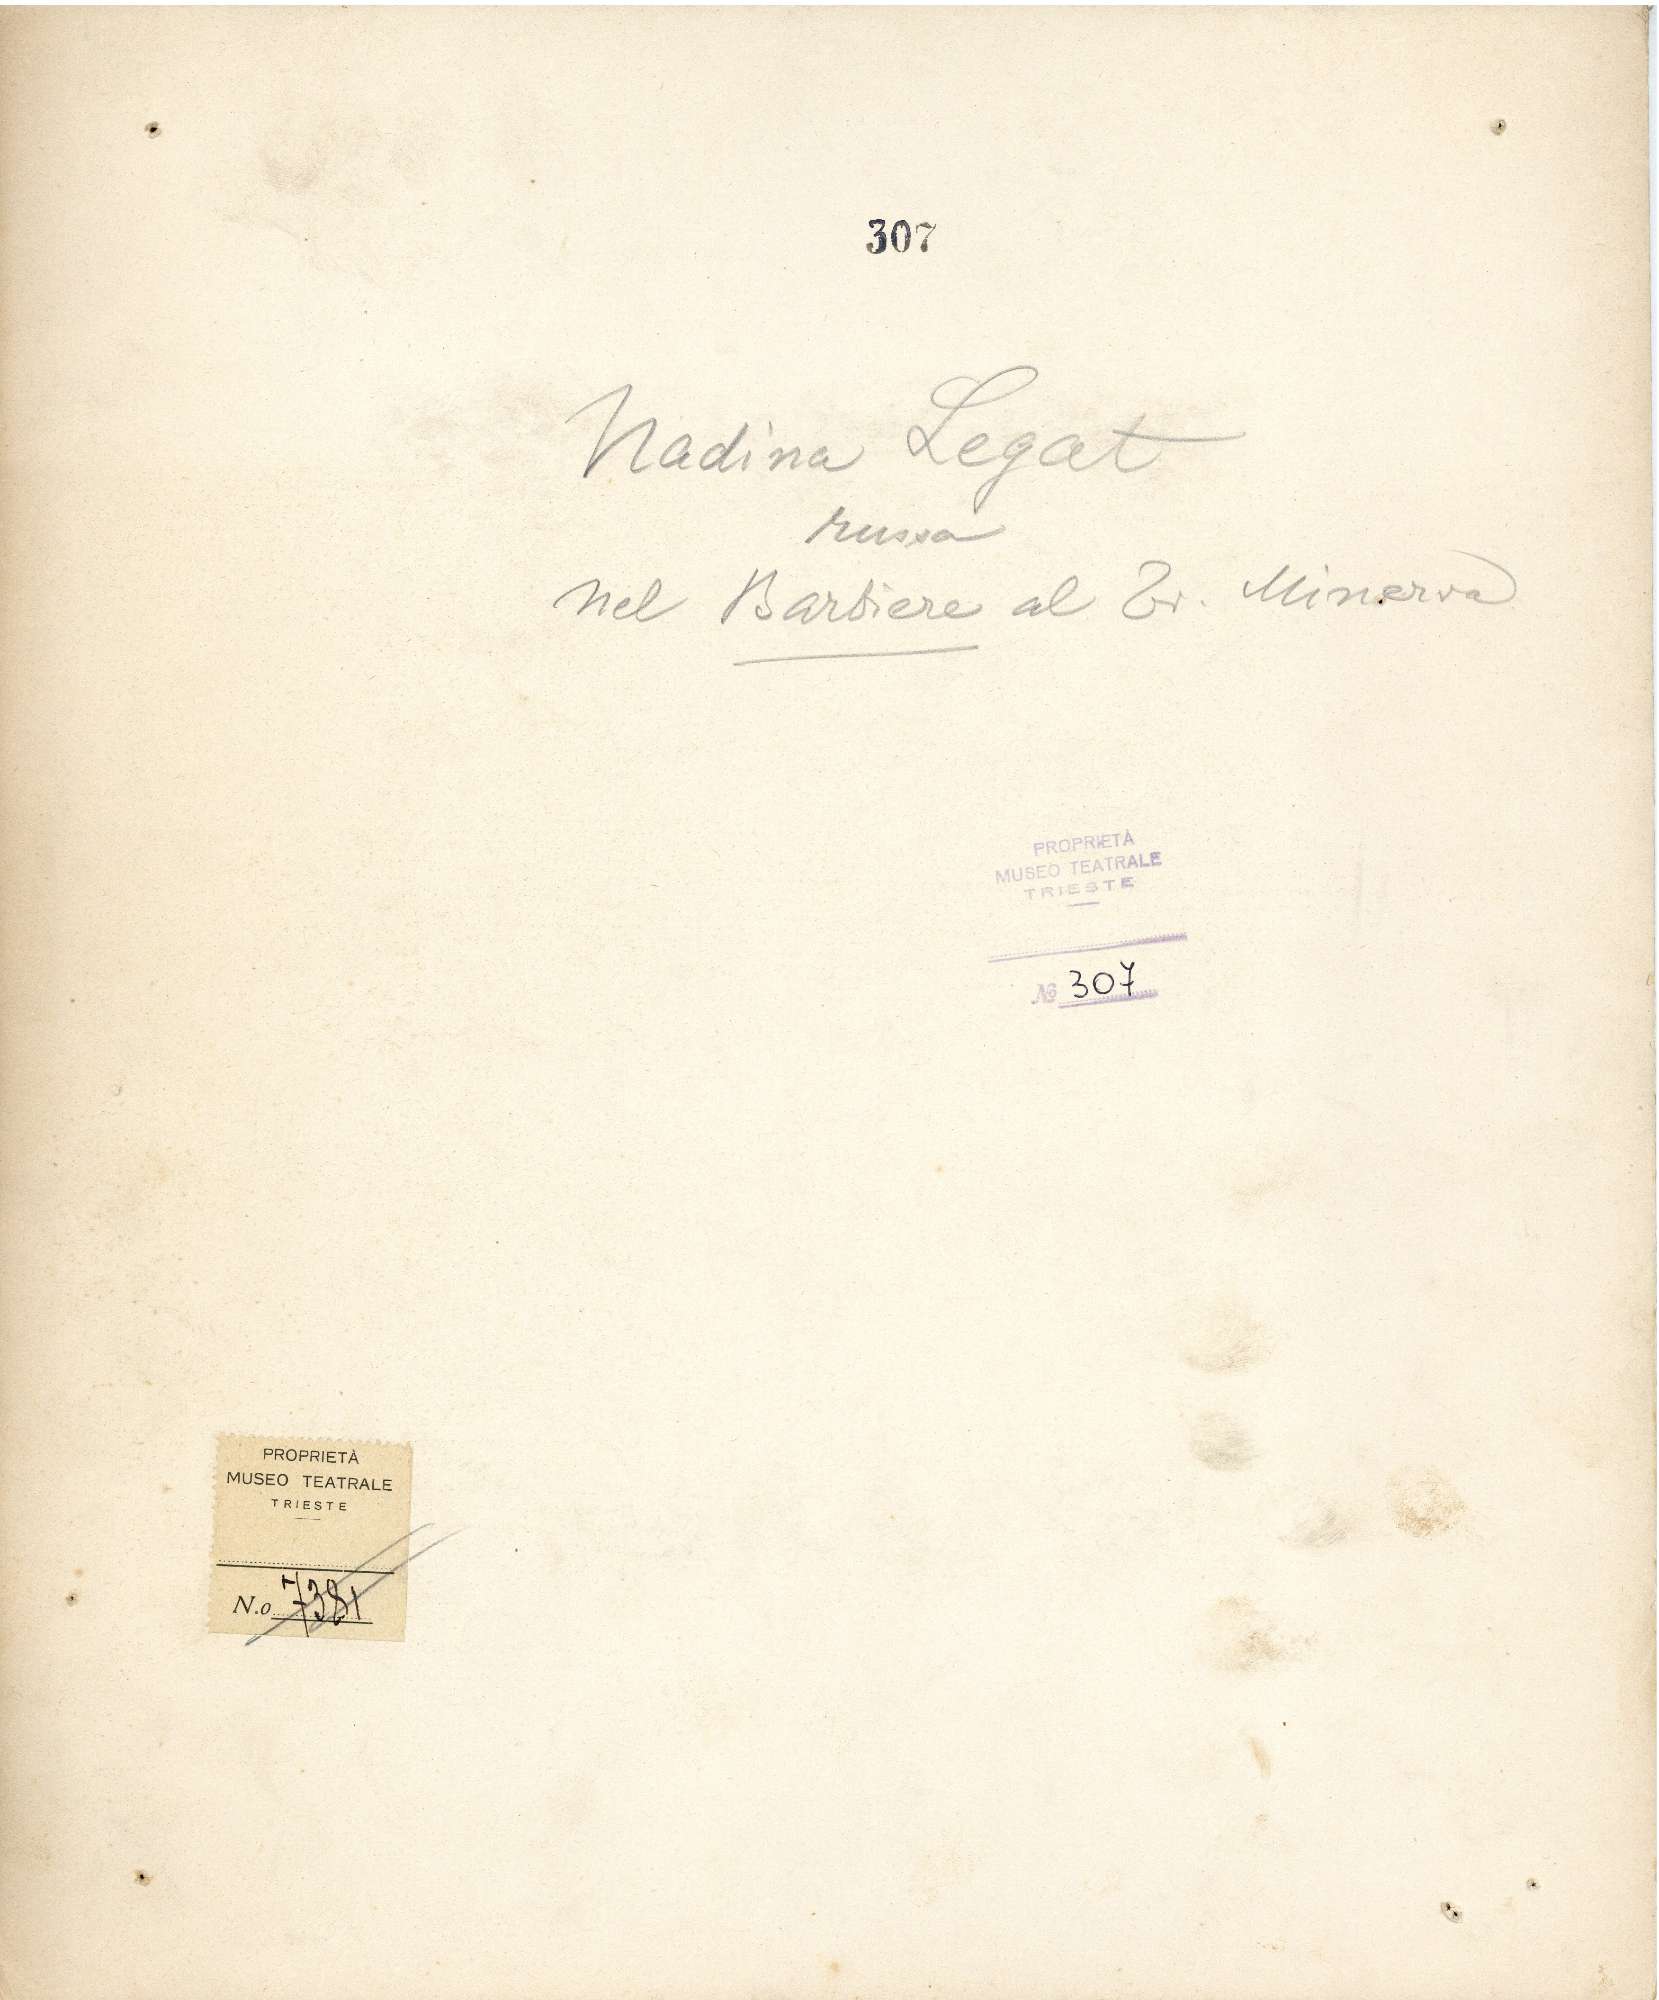 307
Nadina Legat
russa
nel Barbiere al Tr. Minerva
PROPRIETÀ
MUSEO TEATRALE
TRIESTE
№ 307
PROPRIETÀ
MUSEO TEATRALE
TRIESTE
N.o 7381